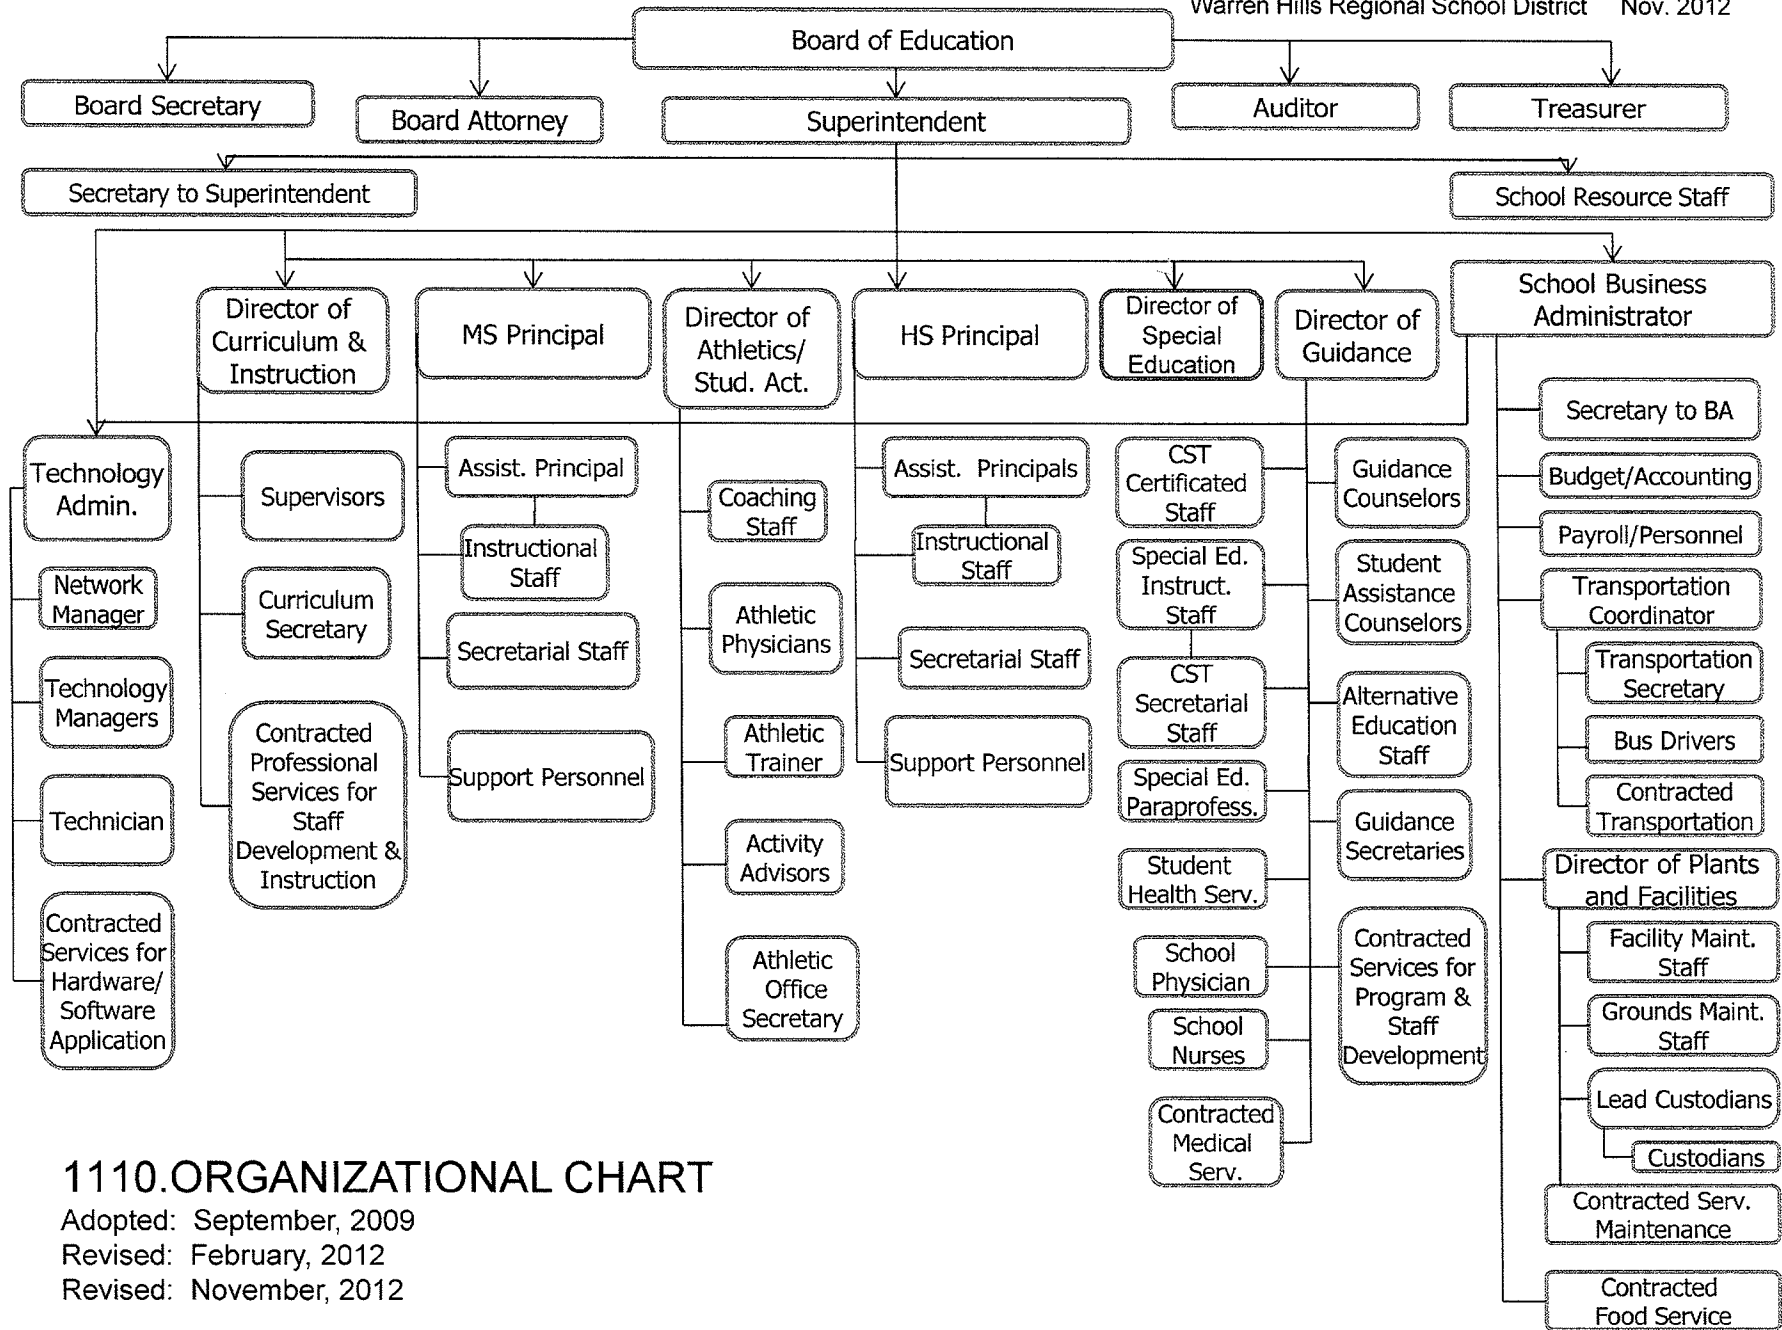 Warren Hills Regional School District Nov. 2012
Board of Education
Board Secretary
Board Attorney
Superintendent
Auditor
Treasurer
Secretary to Superintendent
School Resource Staff
Director of
Curriculum &
Instruction
MS Principal
Director of
Athletics/
Stud. Act.
HS Principal
Director of
Special
Education
Director of
Guidance
School Business
Administrator
Technology
Admin.
Network
Manager
Technology
Managers
Technician
Contracted
Services for
Hardware/
Software
Application
Supervisors
Curriculum
Secretary
Contracted
Professional
Services for
Staff
Development &
Instruction
Assist. Principal
Instructional
Staff
Secretarial Staff
Support Personnel
Coaching
Staff
Athletic
Physicians
Athletic
Trainer
Activity
Advisors
Athletic
Office
Secretary
Assist. Principals
Instructional
Staff
Secretarial Staff
Support Personnel
CST
Certificated
Staff
Special Ed.
Instruct.
Staff
CST
Secretarial
Staff
Special Ed.
Paraprofess.
Student
Health Serv.
School
Physician
School
Nurses
Contracted
Medical
Serv.
Guidance
Counselors
Student
Assistance
Counselors
Alternative
Education
Staff
Guidance
Secretaries
Contracted
Services for
Program &
Staff
Development
Secretary to BA
Budget/Accounting
Payroll/Personnel
Transportation
Coordinator
Transportation
Secretary
Bus Drivers
Contracted
Transportation
Director of Plants
and Facilities
Facility Maint.
Staff
Grounds Maint.
Staff
Lead Custodians
Custodians
Contracted Serv.
Maintenance
Contracted
Food Service
1110.ORGANIZATIONAL CHART
Adopted: September, 2009
Revised: February, 2012
Revised: November, 2012